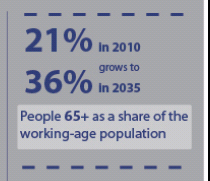 21% in 2010
grows to
36% in 2035
People 65+ as a share of the
working-age population